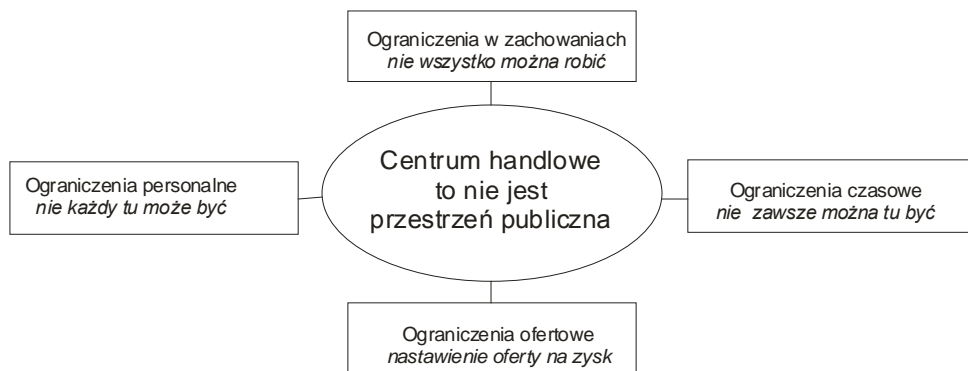 Ograniczenia w zachowaniach
nie wszystko można robić
Centrum handlowe
to nie jest
przestrzeń publiczna
Ograniczenia personalne
nie każdy tu może być
Ograniczenia czasowe
nie zawsze można tu być
Ograniczenia ofertowe
nastawienie oferty na zysk